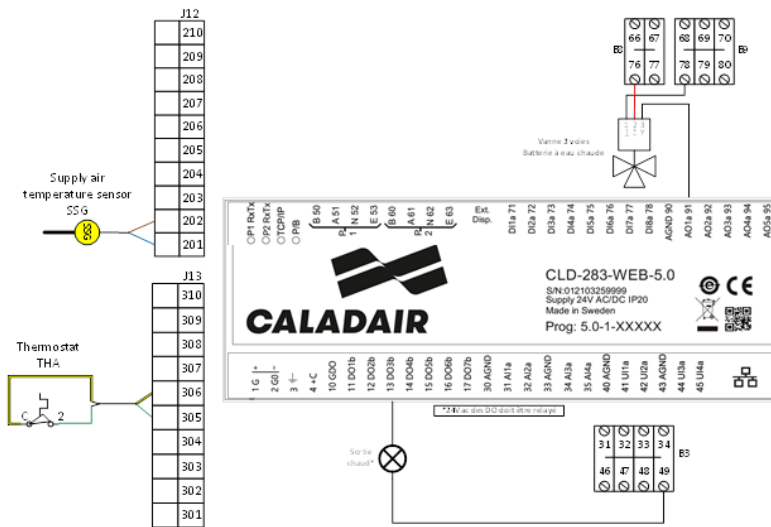 J12
210
209
208
207
206
205
204
203
202
201
Supply air
temperature sensor
SSG
SSG
J13
310
309
308
307
306
305
304
303
302
301
Thermostat
THA
C 2
66 67
76 77
68 69 70
78 79 80
B9
Vanne 3 voies
Batterie à eau chaude
P1 RxTx
P2 RxTx
TCP/IP
P/B
B 50
A 51
N 52
E 53
P 1
B 60
A 61
N 62
E 63
P 2
Ext.
Disp.
DI1a 71
DI2a 72
DI3a 73
DI4a 74
DI5a 75
DI6a 76
DI7a 77
DI8a 78
AGND 90
AO1a 91
AO2a 92
AO3a 93
AO4a 94
AO5a 95
CALADAIR
CLD-283-WEB-5.0
S/N:012103259999
Supply 24V AC/DC IP20
Made in Sweden
Prog: 5.0-1-XXXXX
CE
1 G +
2 G0 -
3
4 +C
10 GDO
11 DO1b
12 DO2b
13 DO3b
14 DO4b
15 DO5b
16 DO6b
17 DO7b
30 AGND
31 AI1a
32 AI2a
33 AGND
34 AI3a
35 AI4a
40 AGND
41 UI1a
42 UI2a
43 AGND
44 UI3a
45 UI4a
*24Vac des DO doit être relayé
Sortie
chaud*
31 32 33 34
46 47 48 49
B3